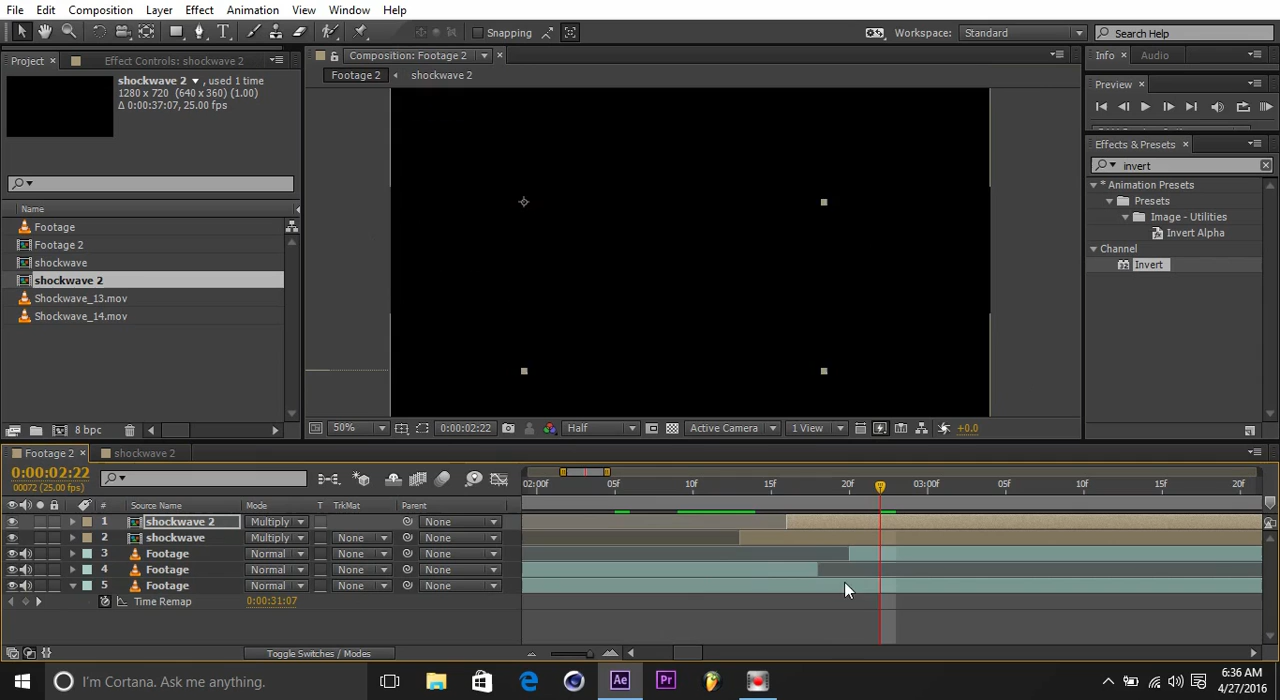 File Edit Composition Layer Effect Animation View Window Help
Snapping Workspace: Standard Search Help
Project Effect Controls: shockwave 2
shockwave 2 , used 1 time
1280 x 720 (640 x 360) (1.00)
Δ 0:00:37:07, 25.00 fps
Name
Footage
Footage 2
shockwave
shockwave 2
Shockwave_13.mov
Shockwave_14.mov
8 bpc
Composition: Footage 2
Footage 2 shockwave 2
50% 0:00:02:22 Half Active Camera 1 View +0.0
Info Audio
Preview
Effects & Presets
invert
* Animation Presets
Presets
Image - Utilities
Invert Alpha
Channel
Invert
Footage 2 shockwave 2
0:00:02:22
00072 (25.00 fps)
02:00f 05f 10f 15f 20f 03:00f 05f 10f 15f 20f
# Source Name Mode T TrkMat Parent
1 shockwave 2 Multiply None
2 shockwave Multiply None None
3 Footage Normal None None
4 Footage Normal None None
5 Footage Normal None None
Time Remap 0:00:31:07
Toggle Switches / Modes
I'm Cortana. Ask me anything.
Ae Pr
6:36 AM
4/27/2016